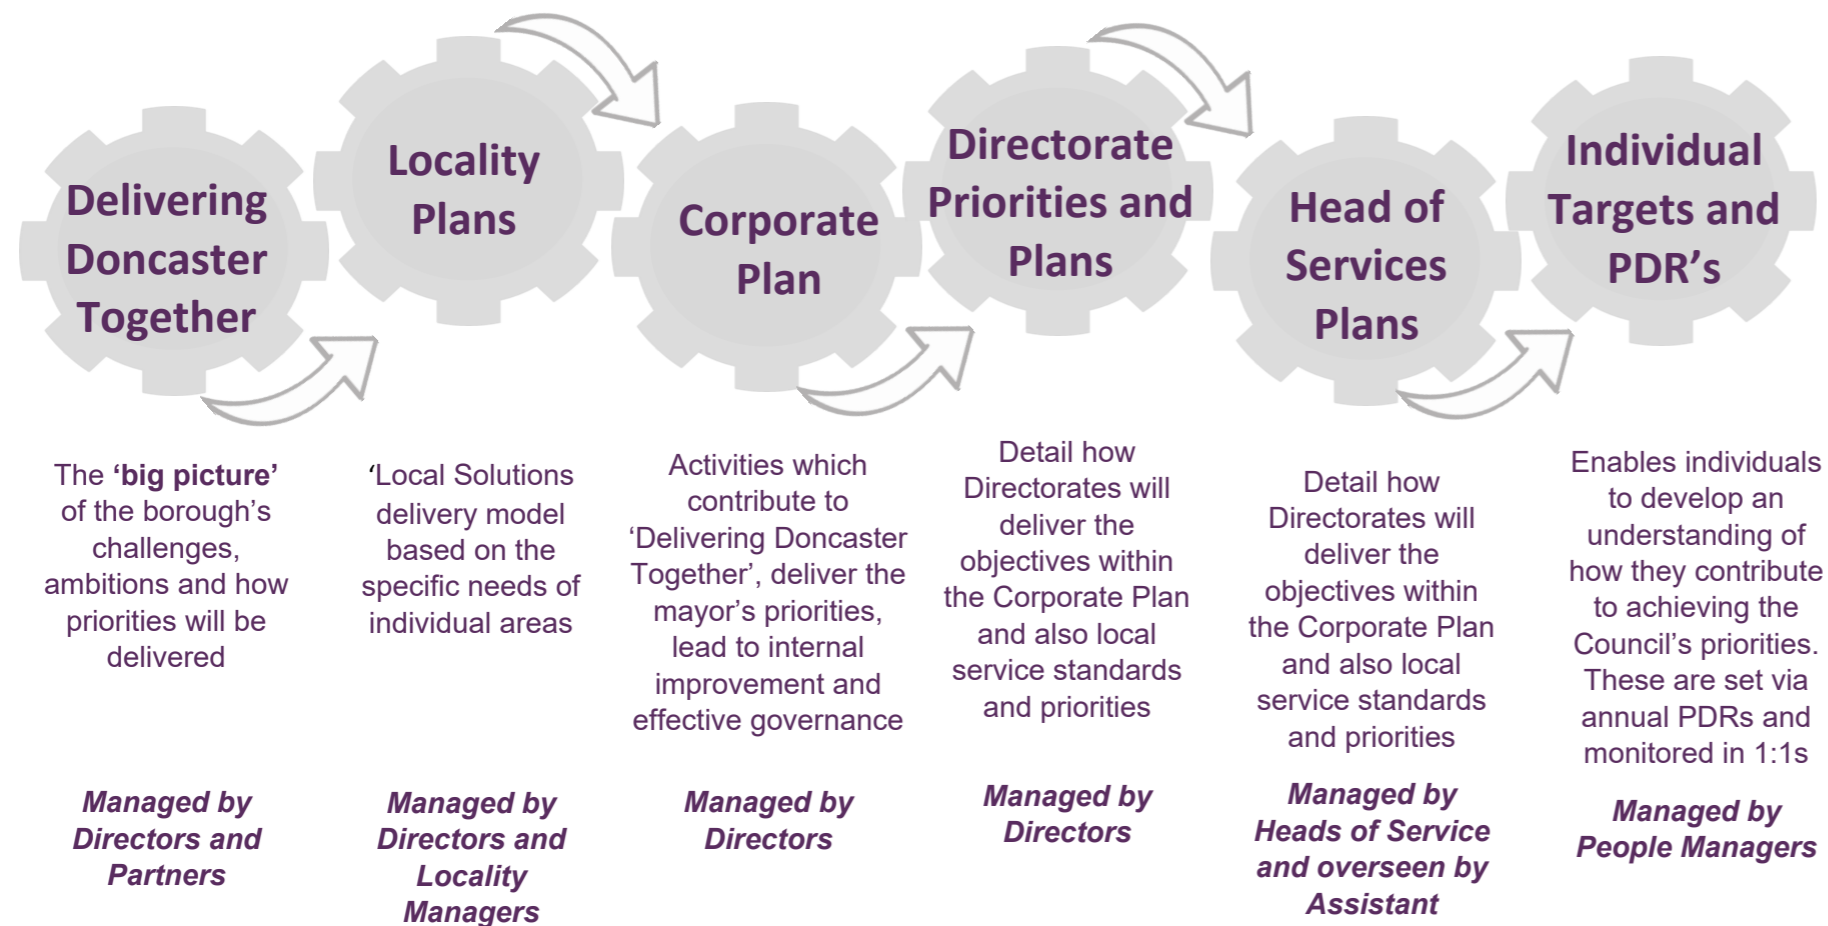 Delivering
Doncaster
Together
Locality
Plans
Corporate
Plan
Directorate
Priorities and
Plans
Head of
Services
Plans
Individual
Targets and
PDR’s
The ‘big picture’
of the borough’s
challenges,
ambitions and how
priorities will be
delivered
‘Local Solutions
delivery model
based on the
specific needs of
individual areas
Activities which
contribute to
‘Delivering Doncaster
Together’, deliver the
mayor’s priorities,
lead to internal
improvement and
effective governance
Detail how
Directorates will
deliver the
objectives within
the Corporate Plan
and also local
service standards
and priorities
Detail how
Directorates will
deliver the
objectives within
the Corporate Plan
and also local
service standards
and priorities
Enables individuals
to develop an
understanding of
how they contribute
to achieving the
Council’s priorities.
These are set via
annual PDRs and
monitored in 1:1s
Managed by
Directors and
Partners
Managed by
Directors and
Locality
Managers
Managed by
Directors
Managed by
Directors
Managed by
Heads of Service
and overseen by
Assistant
Managed by
People Managers